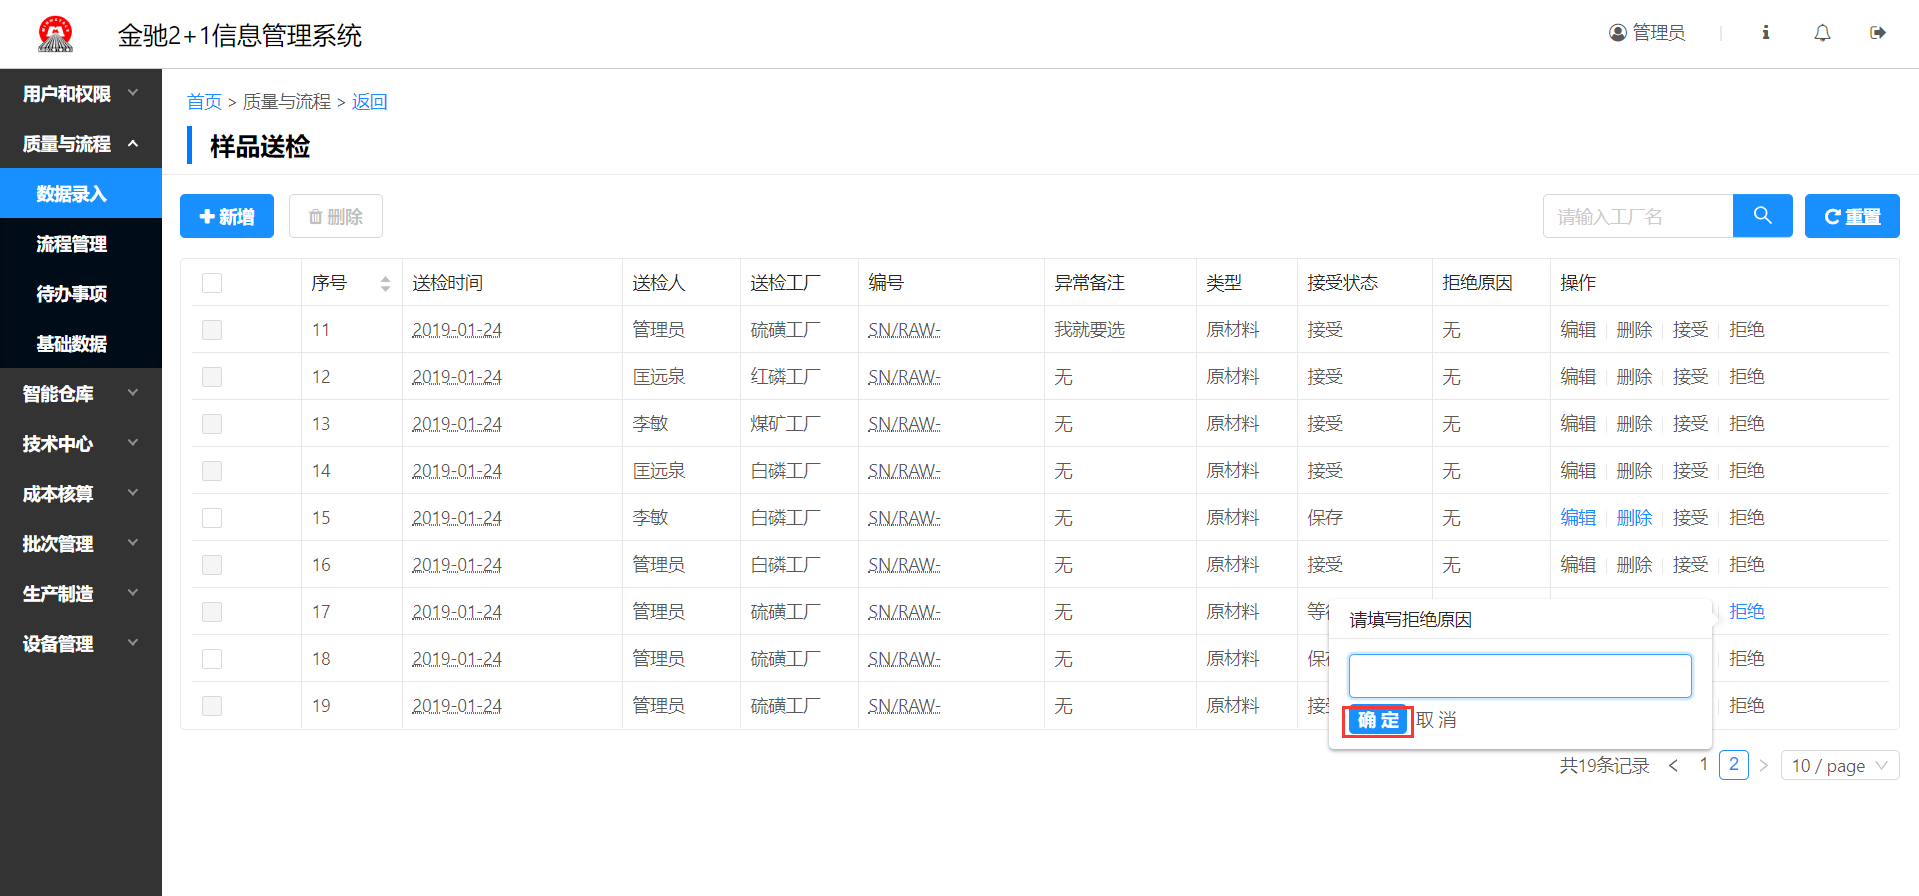 金驰2+1信息管理系统
管理员
用户和权限
质量与流程
数据录入
流程管理
待办事项
基础数据
智能仓库
技术中心
成本核算
批次管理
生产制造
设备管理
首页 > 质量与流程 > 返回
样品送检
新增 删除 请输入工厂名 重置
序号 送检时间 送检人 送检工厂 编号 异常备注 类型 接受状态 拒绝原因 操作
11 2019-01-24 管理员 硫磺工厂 SN/RAW- 我就要选 原材料 接受 无 编辑 删除 接受 拒绝
12 2019-01-24 匡远泉 红磷工厂 SN/RAW- 无 原材料 接受 无 编辑 删除 接受 拒绝
13 2019-01-24 李敏 煤矿工厂 SN/RAW- 无 原材料 接受 无 编辑 删除 接受 拒绝
14 2019-01-24 匡远泉 白磷工厂 SN/RAW- 无 原材料 接受 无 编辑 删除 接受 拒绝
15 2019-01-24 李敏 白磷工厂 SN/RAW- 无 原材料 保存 无 编辑 删除 接受 拒绝
16 2019-01-24 管理员 白磷工厂 SN/RAW- 无 原材料 接受 无 编辑 删除 接受 拒绝
17 2019-01-24 管理员 硫磺工厂 SN/RAW- 无 原材料 等 拒绝
18 2019-01-24 管理员 硫磺工厂 SN/RAW- 无 原材料 保 拒绝
19 2019-01-24 管理员 硫磺工厂 SN/RAW- 无 原材料 接 拒绝
请填写拒绝原因
确 定 取 消
共19条记录 < 1 2 > 10 / page